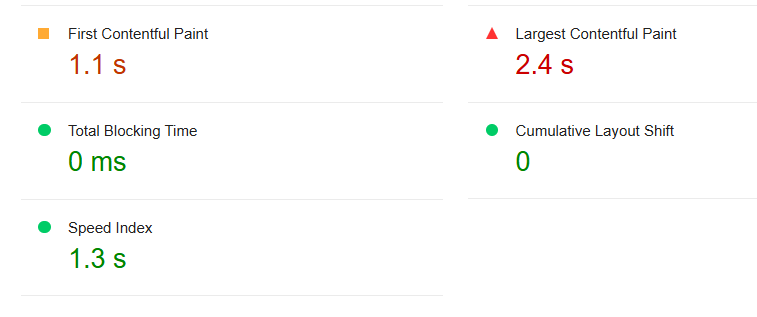 First Contentful Paint
1.1 s
Largest Contentful Paint
2.4 s
Total Blocking Time
0 ms
Cumulative Layout Shift
0
Speed Index
1.3 s